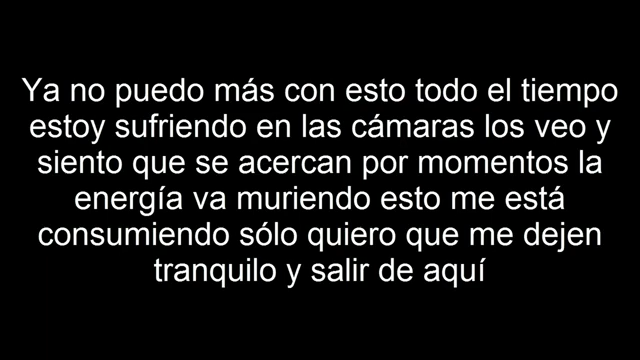 Ya no puedo más con esto todo el tiempo
estoy sufriendo en las cámaras los veo y
siento que se acercan por momentos la
energía va muriendo esto me está
consumiendo sólo quiero que me dejen
tranquilo y salir de aquí